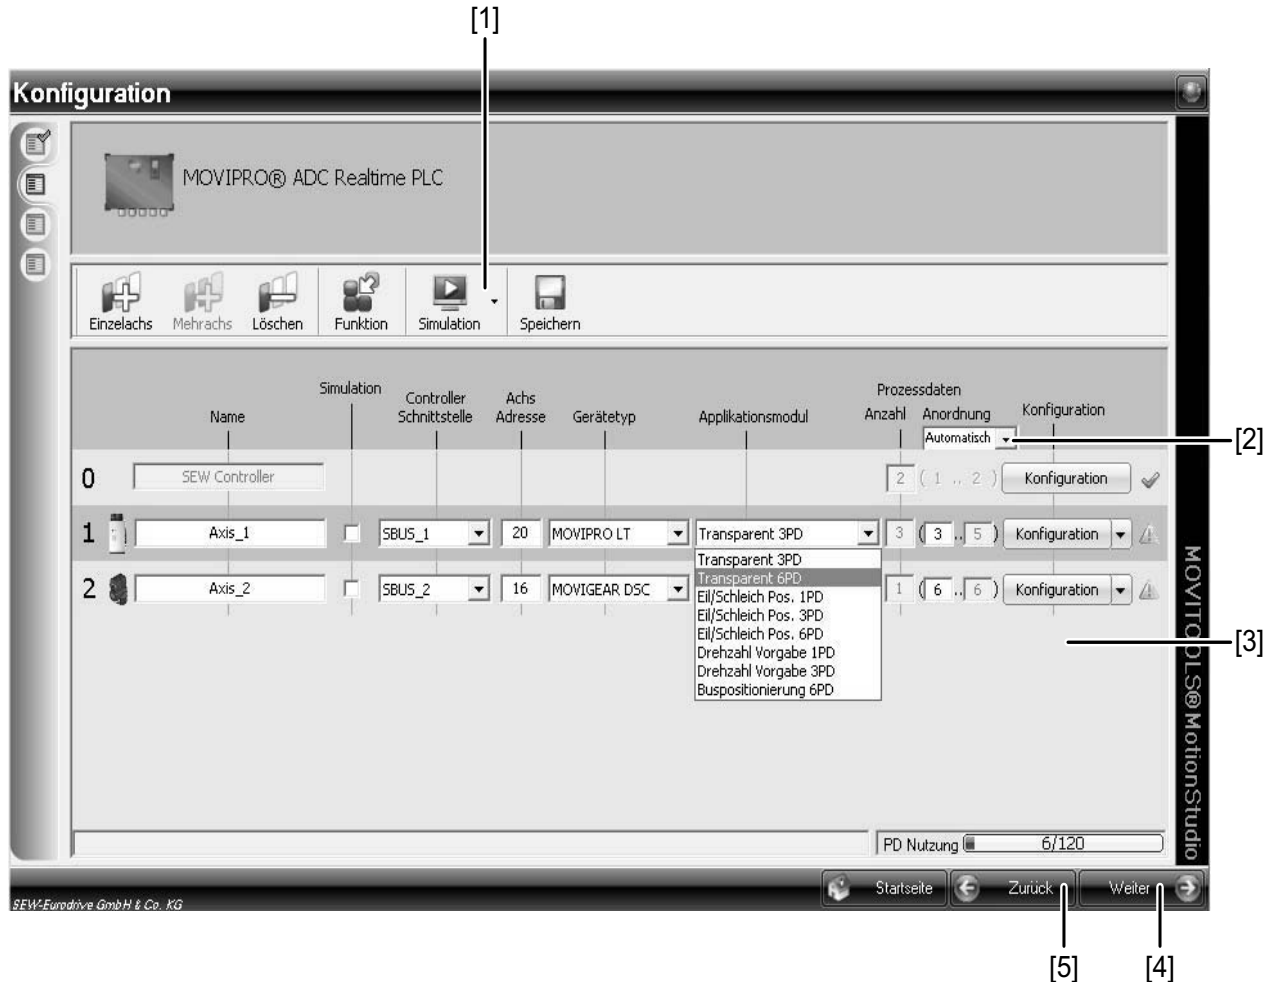 [1]
Konfiguration
MOVIPRO® ADC Realtime PLC
Einzelachs Mehrachs Löschen Funktion Simulation Speichern
Simulation Prozessdaten
Controller Achs
Name Schnittstelle Adresse Gerätetyp Applikationsmodul Anzahl Anordnung Konfiguration
Automatisch
[2]
0 SEW Controller 2 ( 1 .. 2 ) Konfiguration
1 Axis_1 SBUS_1 20 MOVIPRO LT Transparent 3PD 3 ( 3 .. 5 ) Konfiguration
Transparent 3PD
Transparent 6PD
2 Axis_2 SBUS_2 16 MOVIGEAR DSC 1 ( 6 .. 6 ) Konfiguration
Eil/Schleich Pos. 1PD
Eil/Schleich Pos. 3PD
Eil/Schleich Pos. 6PD
Drehzahl Vorgabe 1PD
Drehzahl Vorgabe 3PD
Buspositionierung 6PD
[3]
MOVITOOLS®MotionStudio
PD Nutzung 6/120
Startseite Zurück Weiter
SEW-Eurodrive GmbH & Co. KG
[5] [4]